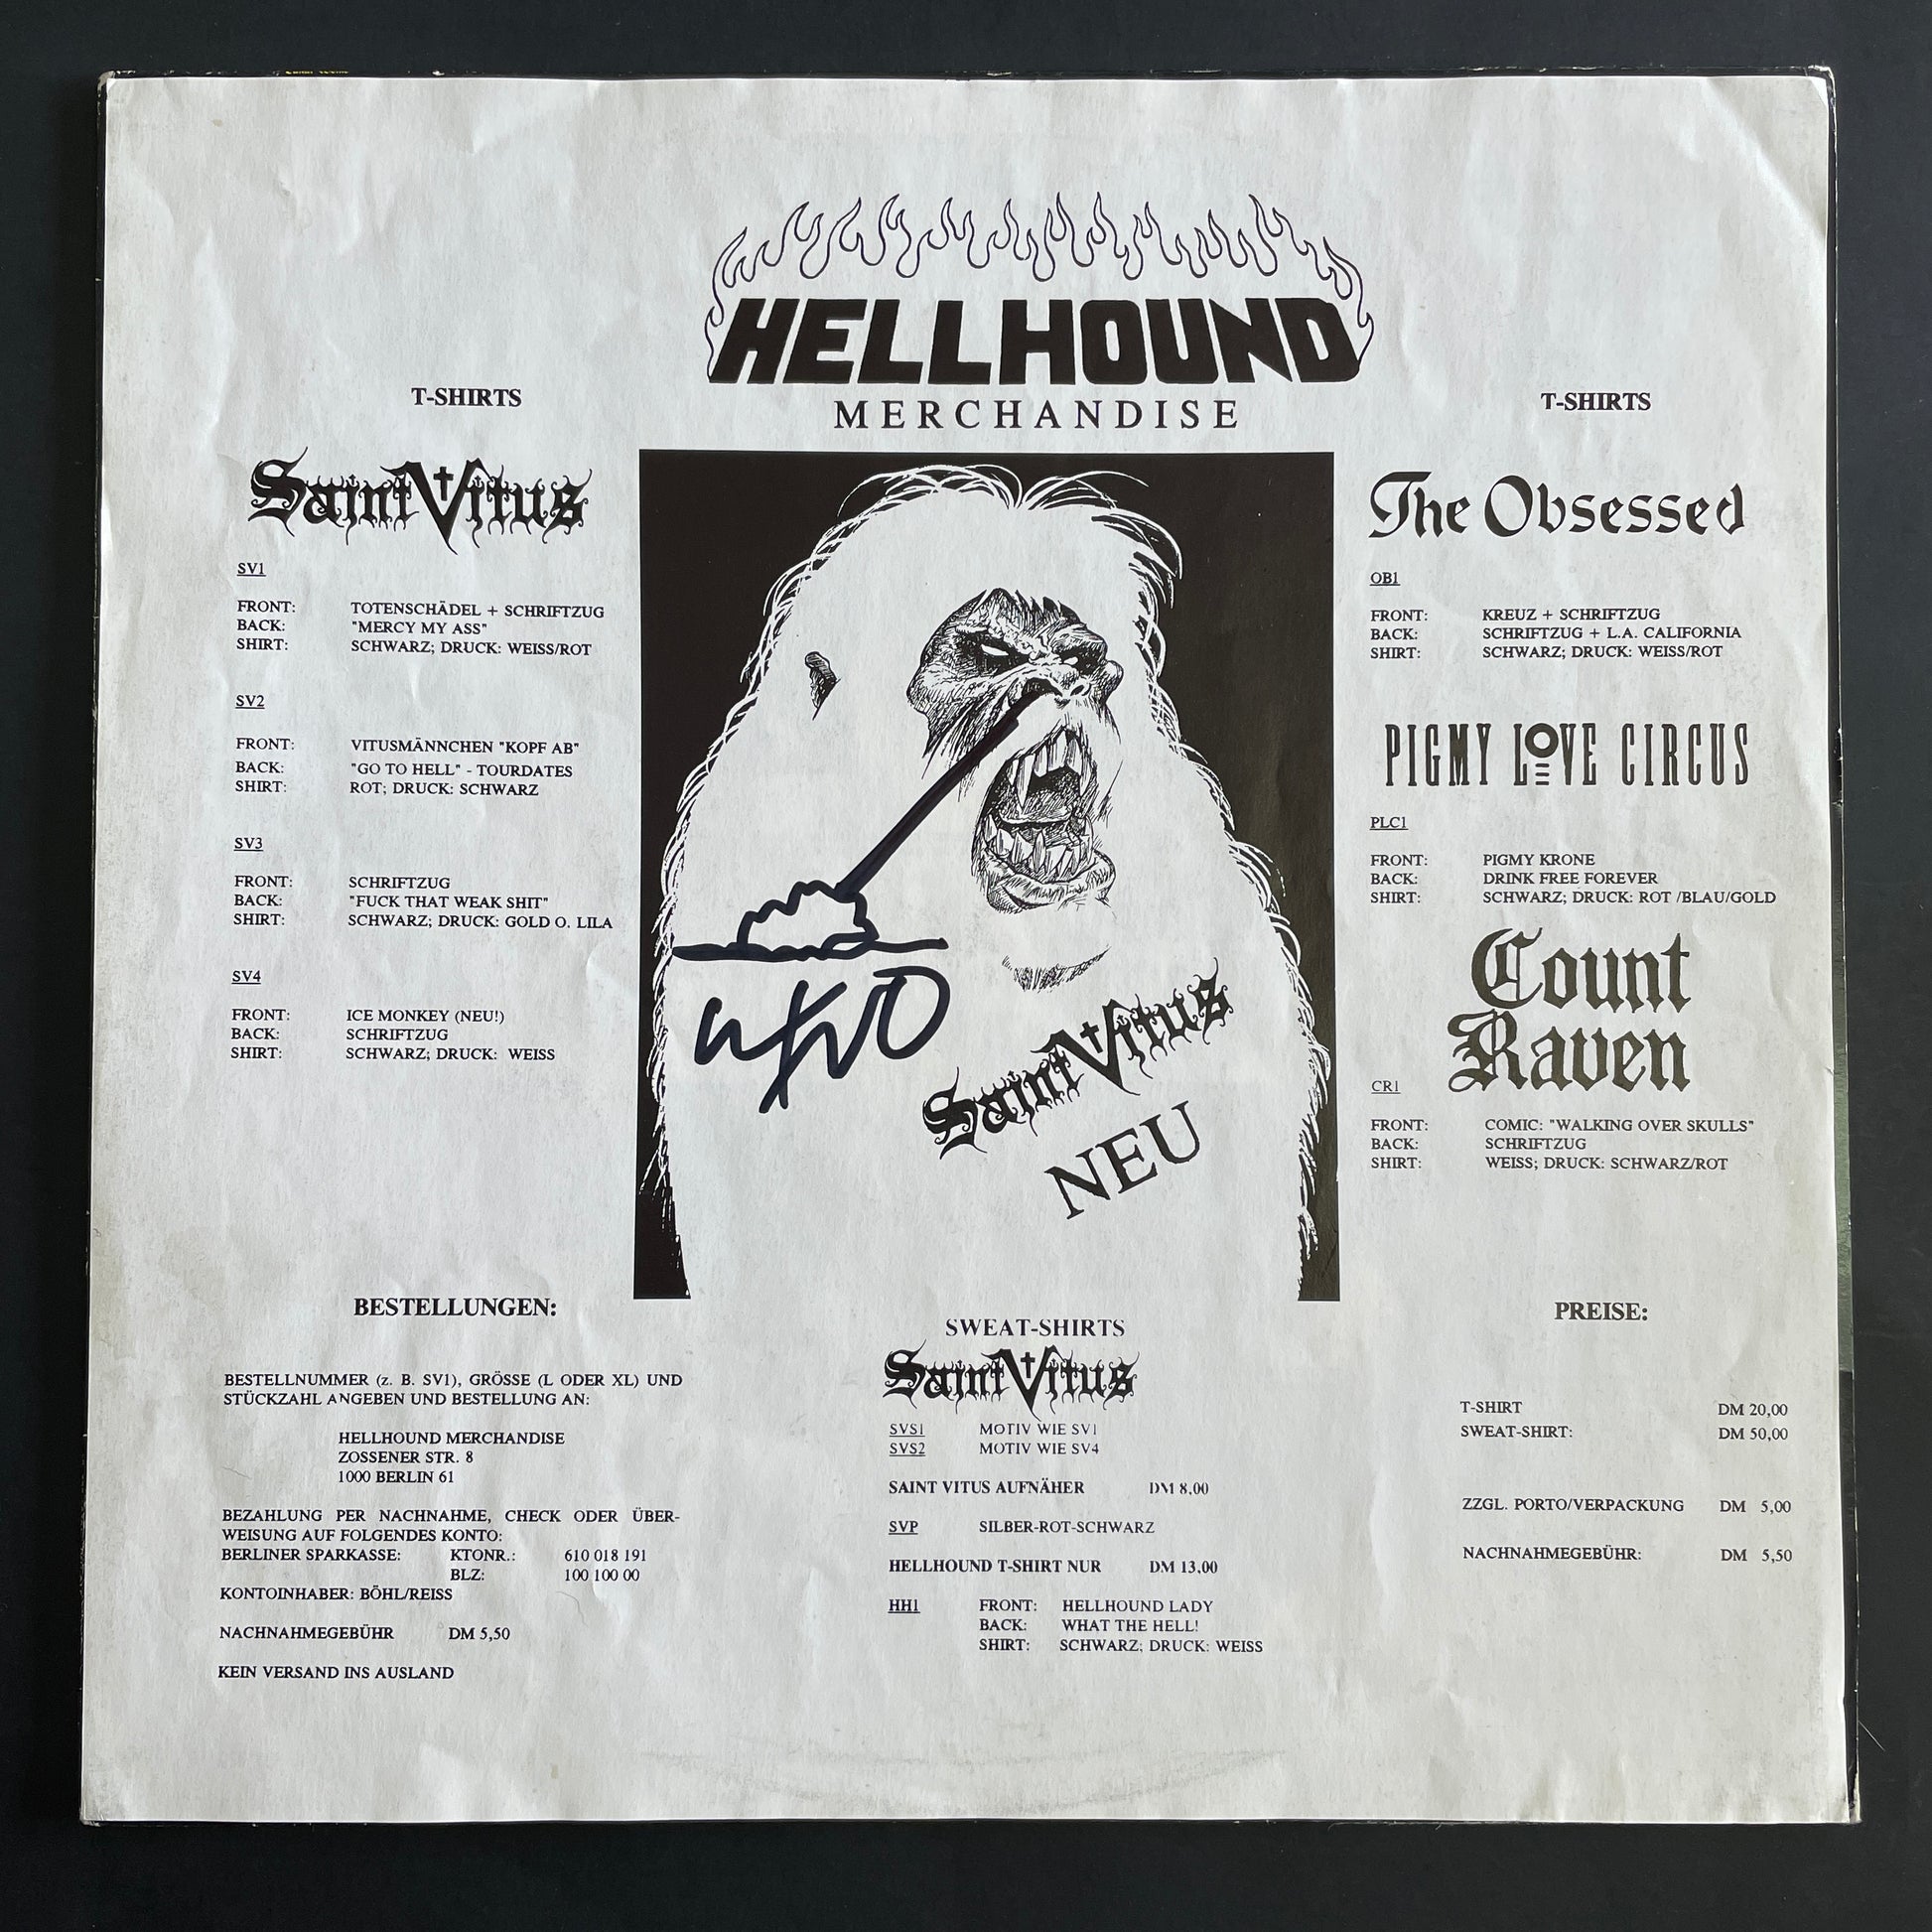 HELLHOUND
MERCHANDISE
T-SHIRTS
Saint Vitus
SV1
FRONT: TOTENSCHÄDEL + SCHRIFTZUG
BACK: "MERCY MY ASS"
SHIRT: SCHWARZ; DRUCK: WEISS/ROT
SV2
FRONT: VITUSMÄNNCHEN "KOPF AB"
BACK: "GO TO HELL" - TOURDATES
SHIRT: ROT; DRUCK: SCHWARZ
SV3
FRONT: SCHRIFTZUG
BACK: "FUCK THAT WEAK SHIT"
SHIRT: SCHWARZ; DRUCK: GOLD O. LILA
SV4
FRONT: ICE MONKEY (NEU!)
BACK: SCHRIFTZUG
SHIRT: SCHWARZ; DRUCK: WEISS
Saint Vitus
NEU
T-SHIRTS
The Obsessed
OB1
FRONT: KREUZ + SCHRIFTZUG
BACK: SCHRIFTZUG + L.A. CALIFORNIA
SHIRT: SCHWARZ; DRUCK: WEISS/ROT
PIGMY LOVE CIRCUS
PLC1
FRONT: PIGMY KRONE
BACK: DRINK FREE FOREVER
SHIRT: SCHWARZ; DRUCK: ROT /BLAU/GOLD
Count
Raven
CR1
FRONT: COMIC: "WALKING OVER SKULLS"
BACK: SCHRIFTZUG
SHIRT: WEISS; DRUCK: SCHWARZ/ROT
BESTELLUNGEN:
BESTELLNUMMER (z. B. SV1), GRÖSSE (L ODER XL) UND
STÜCKZAHL ANGEBEN UND BESTELLUNG AN:
HELLHOUND MERCHANDISE
ZOSSENER STR. 8
1000 BERLIN 61
BEZAHLUNG PER NACHNAHME, CHECK ODER ÜBER-
WEISUNG AUF FOLGENDES KONTO:
BERLINER SPARKASSE: KTONR.: 610 018 191
BLZ: 100 100 00
KONTOINHABER: BÖHL/REISS
NACHNAHMEGEBÜHR DM 5,50
KEIN VERSAND INS AUSLAND
SWEAT-SHIRTS
Saint Vitus
SVS1 MOTIV WIE SV1
SVS2 MOTIV WIE SV4
SAINT VITUS AUFNÄHER DM 8,00
SVP SILBER-ROT-SCHWARZ
HELLHOUND T-SHIRT NUR DM 13,00
HH1 FRONT: HELLHOUND LADY
BACK: WHAT THE HELL!
SHIRT: SCHWARZ; DRUCK: WEISS
PREISE:
T-SHIRT DM 20,00
SWEAT-SHIRT: DM 50,00
ZZGL. PORTO/VERPACKUNG DM 5,00
NACHNAHMEGEBÜHR: DM 5,50